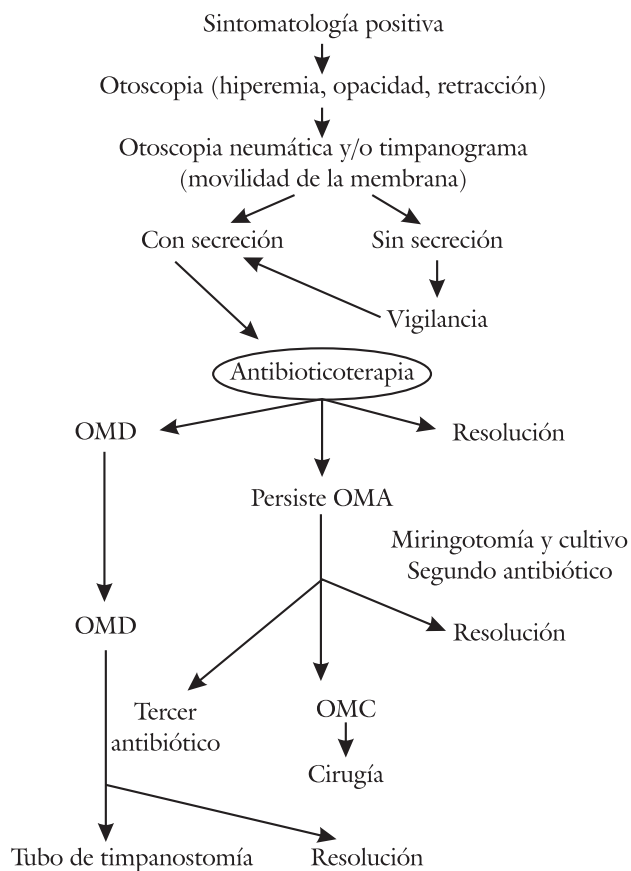 Sintomatología positiva
Otoscopia (hiperemia, opacidad, retracción)
Otoscopia neumática y/o timpanograma
(movilidad de la membrana)
Con secreción
Sin secreción
Vigilancia
Antibioticoterapia
OMD
Resolución
Persiste OMA
Miringotomía y cultivo
Segundo antibiótico
OMD
Resolución
Tercer
antibiótico
OMC
Cirugía
Tubo de timpanostomía
Resolución